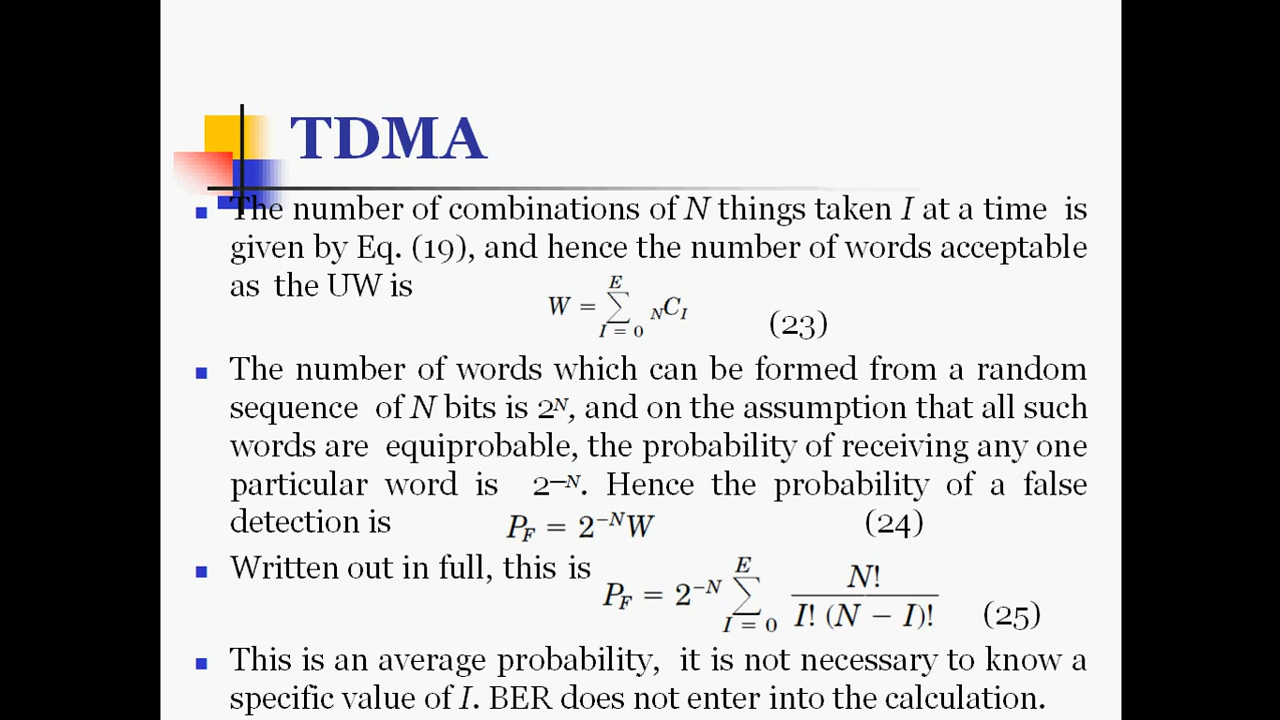 TDMA
The number of combinations of N things taken I at a time is
given by Eq. (19), and hence the number of words acceptable
as the UW is
W = \sum_{I = 0}^{E} {}_{N}C_{I} (23)
The number of words which can be formed from a random
sequence of N bits is 2^N, and on the assumption that all such
words are equiprobable, the probability of receiving any one
particular word is 2^{−N}. Hence the probability of a false
detection is P_F = 2^{−N}W (24)
Written out in full, this is P_F = 2^{−N} \sum_{I = 0}^{E} \frac{N!}{I! (N − I)!} (25)
This is an average probability, it is not necessary to know a
specific value of I. BER does not enter into the calculation.